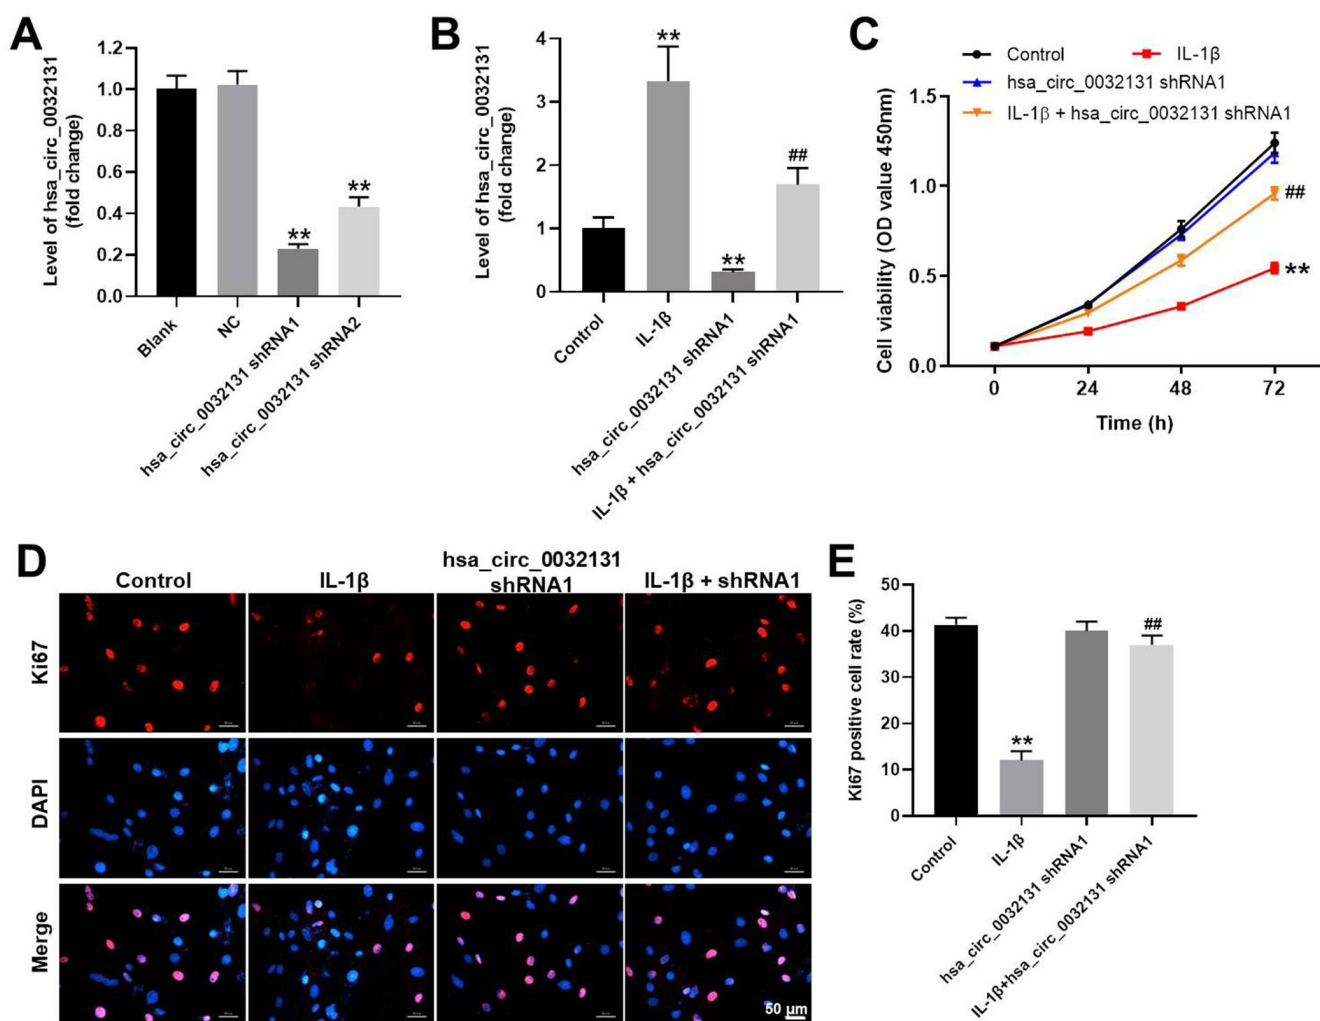 A
Level of hsa_circ_0032131
(fold change)
1.2
1.0
0.8
0.6
0.4
0.2
0.0
**
**
Blank
NC
hsa_circ_0032131 shRNA1
hsa_circ_0032131 shRNA2
B
Level of hsa_circ_0032131
(fold change)
4
3
2
1
0
**
**
##
Control
IL-1β
hsa_circ_0032131 shRNA1
IL-1β + hsa_circ_0032131 shRNA1
C
Control
IL-1β
hsa_circ_0032131 shRNA1
IL-1β + hsa_circ_0032131 shRNA1
Cell viability (OD value 450nm)
1.5
1.0
0.5
0.0
##
**
0 24 48 72
Time (h)
D
Control
IL-1β
hsa_circ_0032131
shRNA1
IL-1β + shRNA1
Ki67
DAPI
Merge
50 μm
E
Ki67 positive cell rate (%)
50
40
30
20
10
0
**
##
Control
IL-1β
hsa_circ_0032131 shRNA1
IL-1β+hsa_circ_0032131 shRNA1